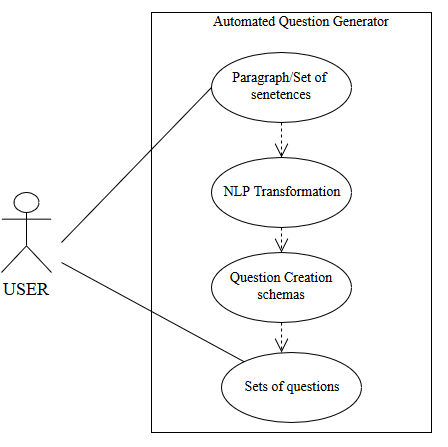 Automated Question Generator
Paragraph/Set of
senetences
NLP Transformation
USER
Question Creation
schemas
Sets of questions